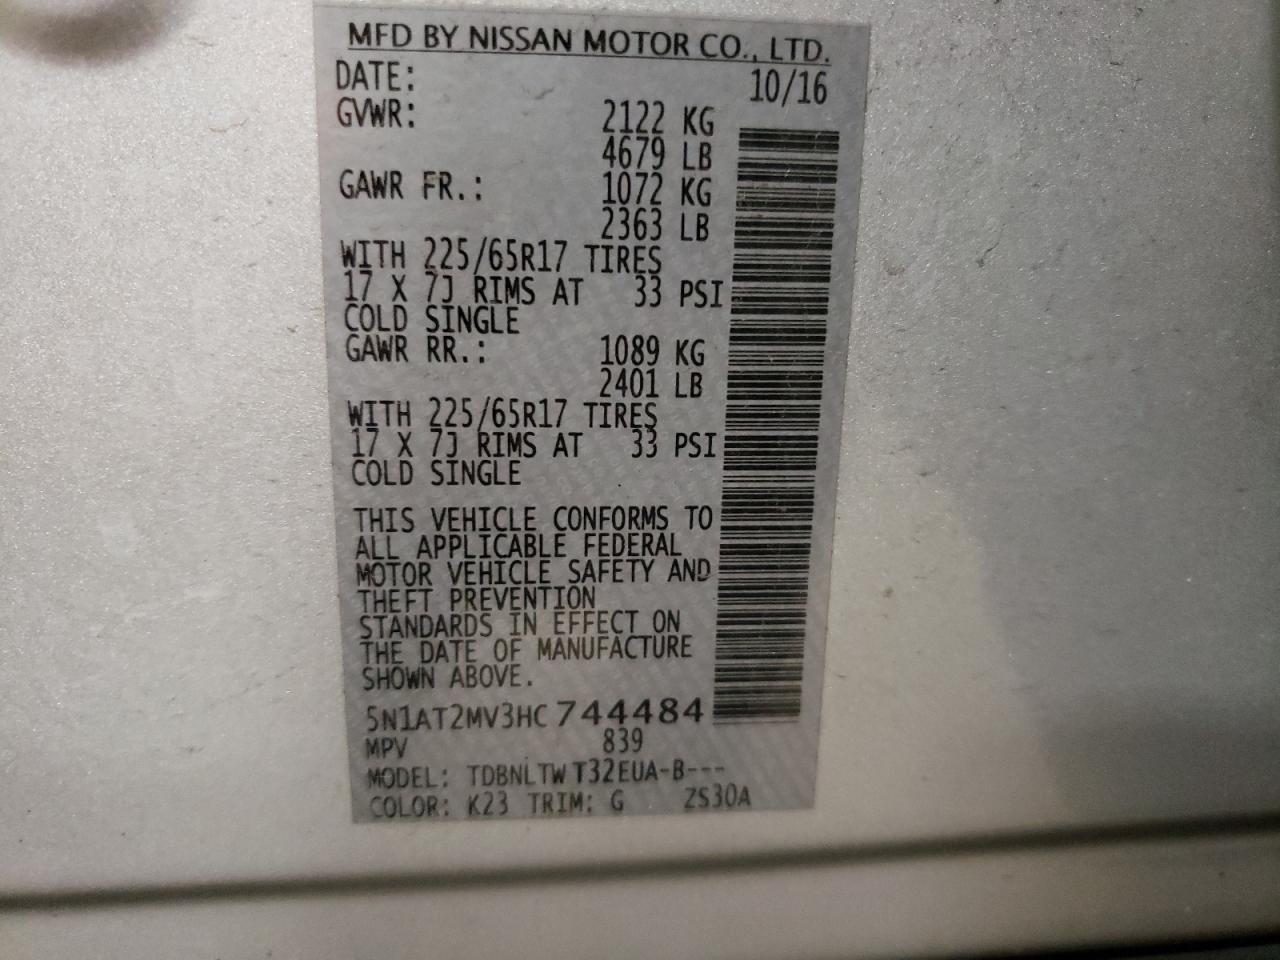 MFD BY NISSAN MOTOR CO., LTD.
DATE: 10/16
GVWR: 2122 KG
4679 LB
GAWR FR.: 1072 KG
2363 LB
WITH 225/65R17 TIRES
17 X 7J RIMS AT 33 PSI
COLD SINGLE
GAWR RR.: 1089 KG
2401 LB
WITH 225/65R17 TIRES
17 X 7J RIMS AT 33 PSI
COLD SINGLE
THIS VEHICLE CONFORMS TO
ALL APPLICABLE FEDERAL
MOTOR VEHICLE SAFETY AND
THEFT PREVENTION
STANDARDS IN EFFECT ON
THE DATE OF MANUFACTURE
SHOWN ABOVE.
5N1AT2MV3HC744484
MPV 839
MODEL: TDBNLTWT32EUA-B---
COLOR: K23 TRIM: G ZS30A